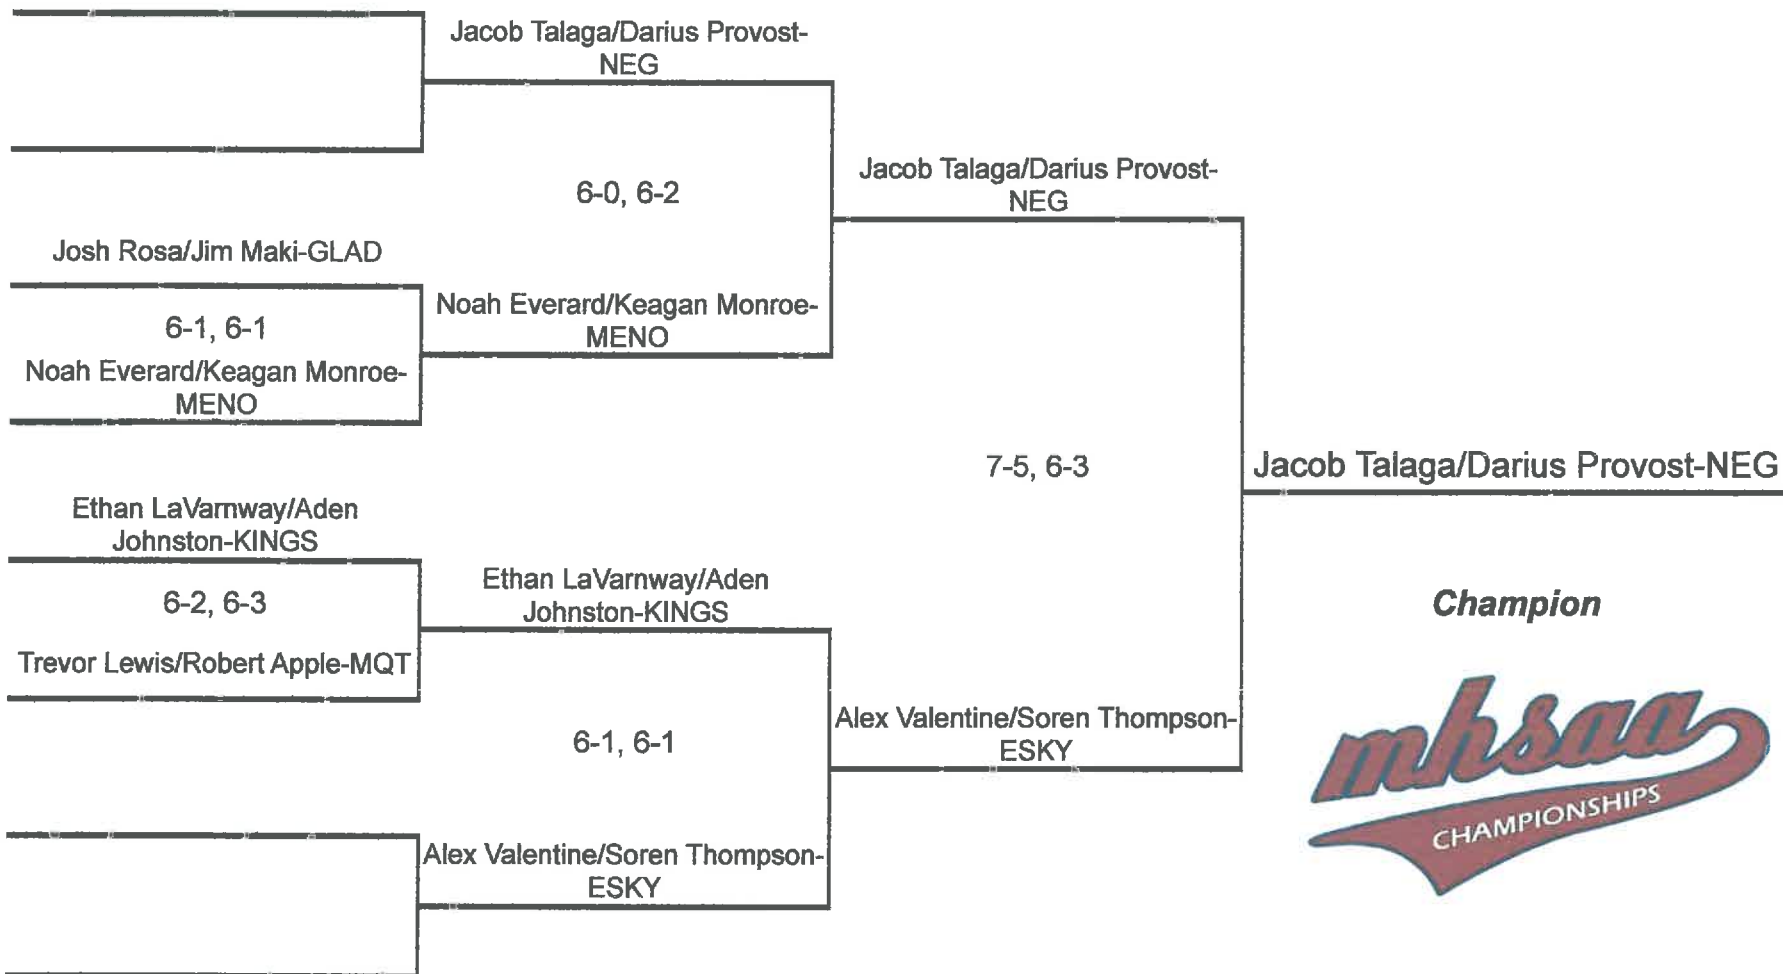 Jacob Talaga/Darius Provost-
NEG
6-0, 6-2
Jacob Talaga/Darius Provost-
NEG
Josh Rosa/Jim Maki-GLAD
6-1, 6-1
Noah Everard/Keagan Monroe-
MENO
Noah Everard/Keagan Monroe-
MENO
7-5, 6-3
Jacob Talaga/Darius Provost-NEG
Champion
Ethan LaVarnway/Aden
Johnston-KINGS
6-2, 6-3
Trevor Lewis/Robert Apple-MQT
Ethan LaVarnway/Aden
Johnston-KINGS
6-1, 6-1
Alex Valentine/Soren Thompson-
ESKY
Alex Valentine/Soren Thompson-
ESKY
mhsaa
CHAMPIONSHIPS